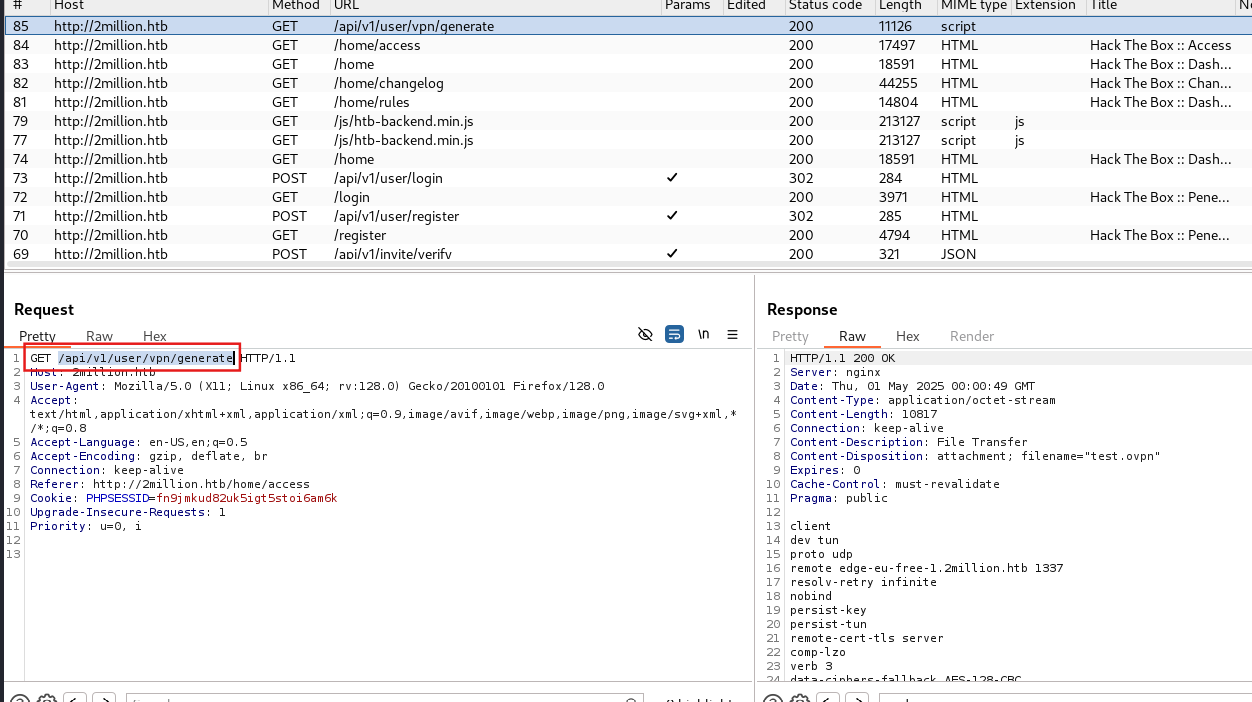 # Host Method URL Params Edited Status code Length MIME type Extension Title
85 http://2million.htb GET /api/v1/user/vpn/generate 200 11126 script
84 http://2million.htb GET /home/access 200 17497 HTML Hack The Box :: Access
83 http://2million.htb GET /home 200 18591 HTML Hack The Box :: Dash...
82 http://2million.htb GET /home/changelog 200 44255 HTML Hack The Box :: Chan...
81 http://2million.htb GET /home/rules 200 14804 HTML Hack The Box :: Dash...
79 http://2million.htb GET /js/htb-backend.min.js 200 213127 script js
77 http://2million.htb GET /js/htb-backend.min.js 200 213127 script js
74 http://2million.htb GET /home 200 18591 HTML Hack The Box :: Dash...
73 http://2million.htb POST /api/v1/user/login ✓ 302 284 HTML
72 http://2million.htb GET /login 200 3971 HTML Hack The Box :: Pene...
71 http://2million.htb POST /api/v1/user/register ✓ 302 285 HTML
70 http://2million.htb GET /register 200 4794 HTML Hack The Box :: Pene...
69 http://2million.htb POST /api/v1/invite/verify ✓ 200 321 JSON
Request
Pretty Raw Hex
\n
1 GET /api/v1/user/vpn/generate HTTP/1.1
2 Host: 2million.htb
3 User-Agent: Mozilla/5.0 (X11; Linux x86_64; rv:128.0) Gecko/20100101 Firefox/128.0
4 Accept:
text/html,application/xhtml+xml,application/xml;q=0.9,image/avif,image/webp,image/png,image/svg+xml,*
/*;q=0.8
5 Accept-Language: en-US,en;q=0.5
6 Accept-Encoding: gzip, deflate, br
7 Connection: keep-alive
8 Referer: http://2million.htb/home/access
9 Cookie: PHPSESSID=fn9jmkud82uk5igt5stoi6am6k
10 Upgrade-Insecure-Requests: 1
11 Priority: u=0, i
12
13
Response
Pretty Raw Hex Render
1 HTTP/1.1 200 OK
2 Server: nginx
3 Date: Thu, 01 May 2025 00:00:49 GMT
4 Content-Type: application/octet-stream
5 Content-Length: 10817
6 Connection: keep-alive
7 Content-Description: File Transfer
8 Content-Disposition: attachment; filename="test.ovpn"
9 Expires: 0
10 Cache-Control: must-revalidate
11 Pragma: public
12
13 client
14 dev tun
15 proto udp
16 remote edge-eu-free-1.2million.htb 1337
17 resolv-retry infinite
18 nobind
19 persist-key
20 persist-tun
21 remote-cert-tls server
22 comp-lzo
23 verb 3
24 data-ciphers-fallback AES-128-CBC